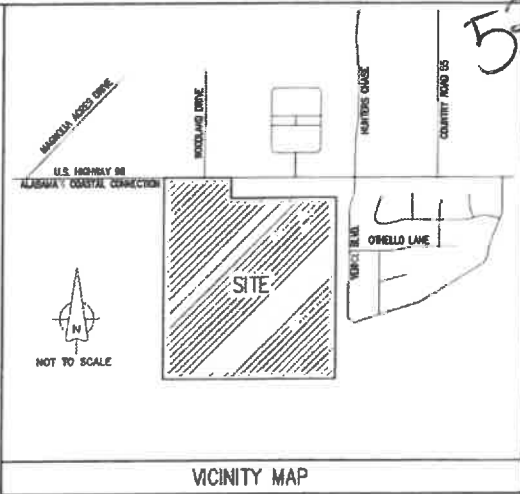 5
MAGNOLIA ACRES DRIVE
WOODLAND DRIVE
HUNTERS CHASE
COUNTRY ROAD 65
U.S. HIGHWAY 98
ALABAMA'S COASTAL CONNECTION
OTHELLO LANE
BLVD.
SITE
N
NOT TO SCALE
VICINITY MAP